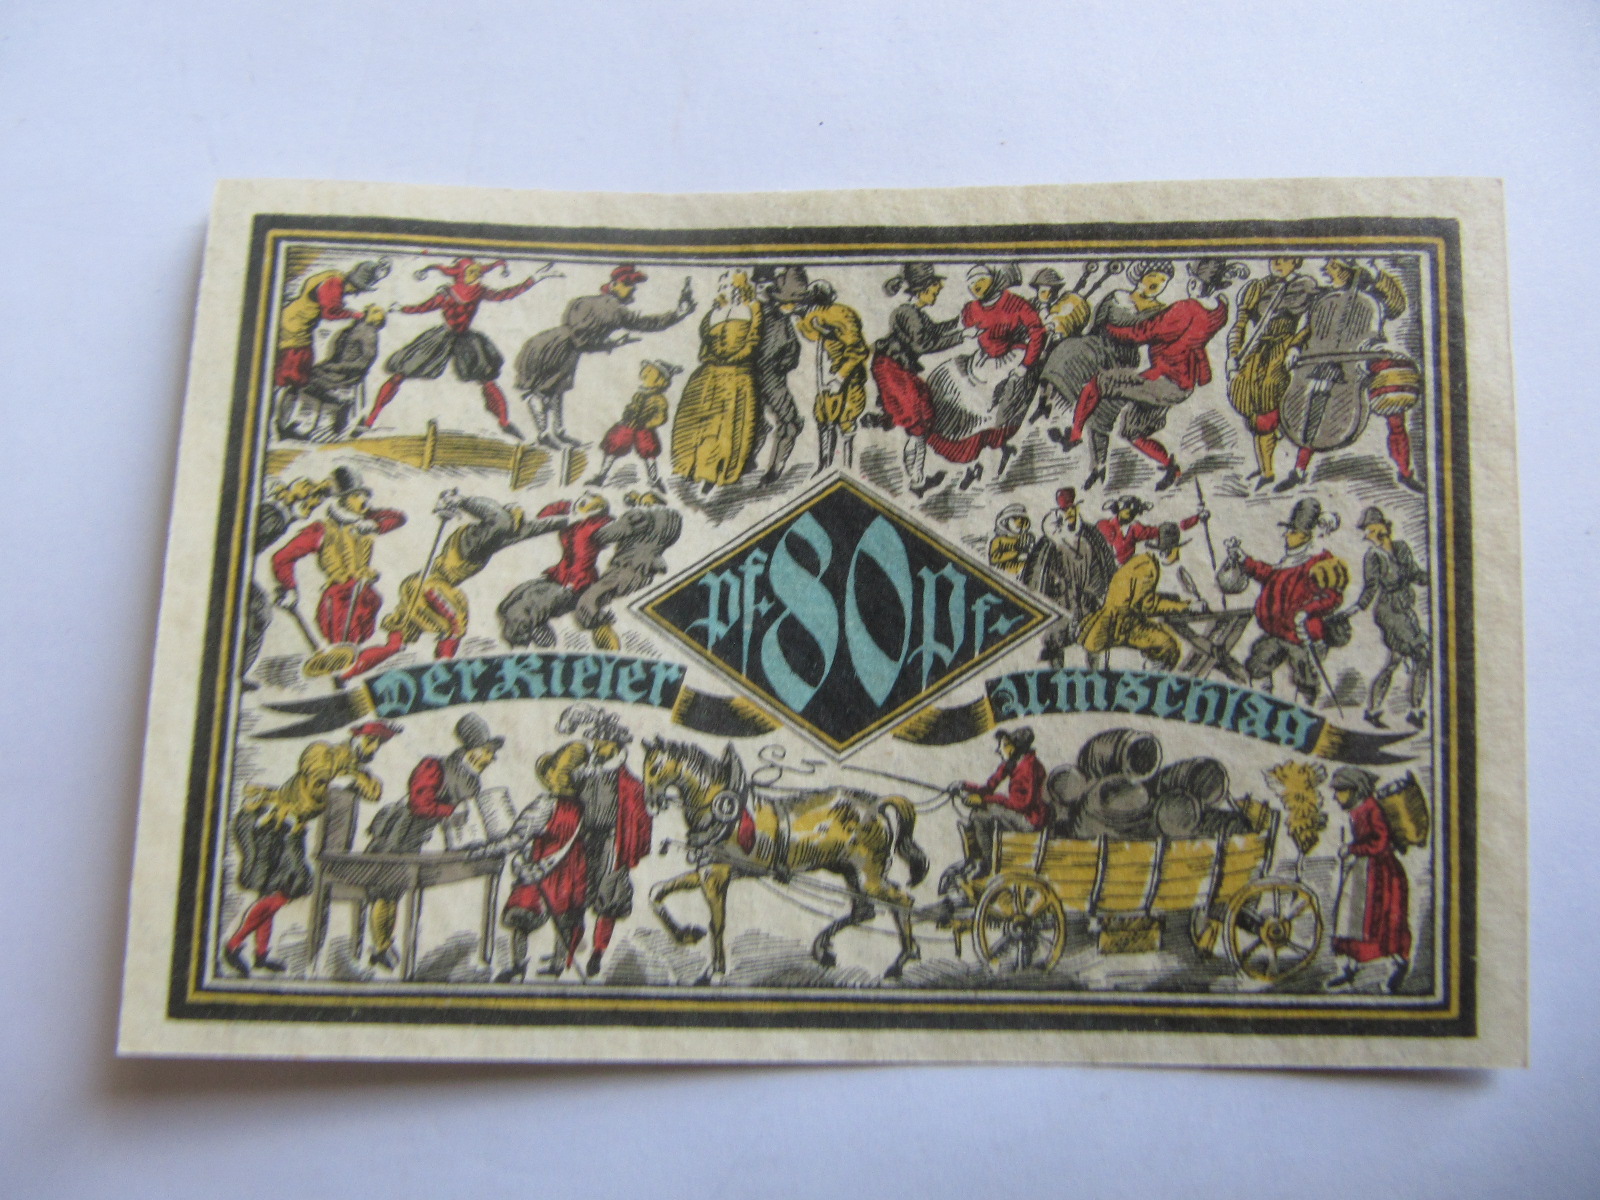 Pf. 80 Pf.
Der Kieler Umschlag